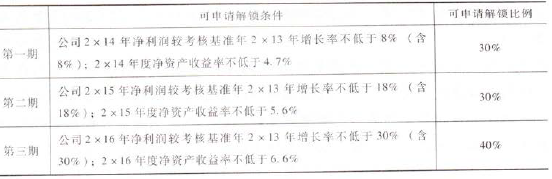 可申请解锁条件 可申请解锁比例
第一期 公司2×14年净利润较考核基准年2×13年增长率不低于8%（含
8%）；2×14年度净资产收益率不低于4.7% 30%
第二期 公司2×15年净利润较考核基准年2×13年增长率不低于18%（含
18%）；2×15年度净资产收益率不低于5.6% 30%
第三期 公司2×16年净利润较考核基准年2×13年增长率不低于30%（含
30%）；2×16年度净资产收益率不低于6.6% 40%